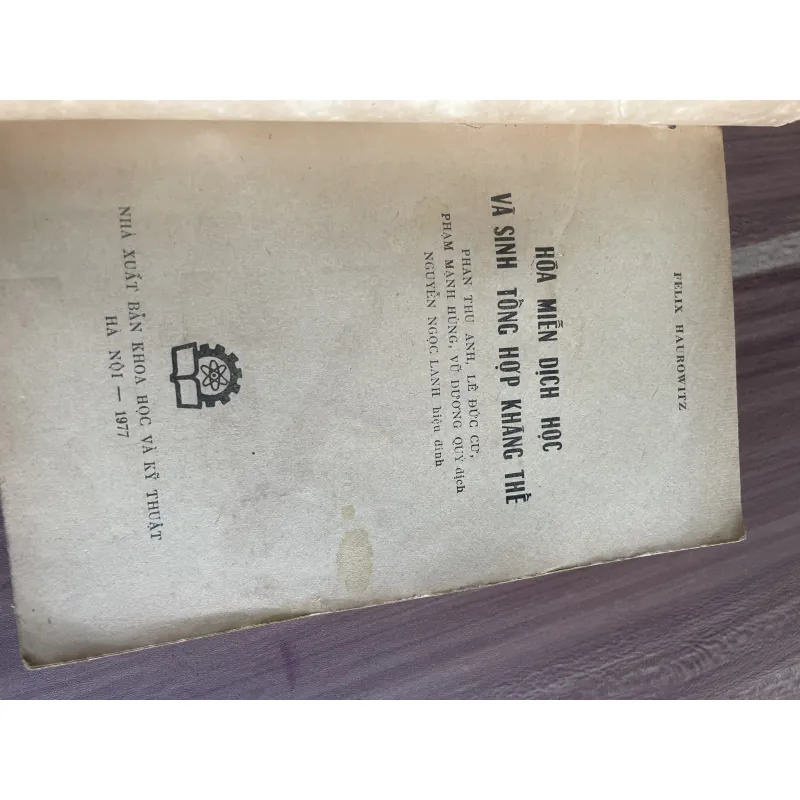 FELIX HAUROWITZ
HÓA MIỄN DỊCH HỌC
VÀ SINH TỔNG HỢP KHÁNG THỂ
PHAN THU ANH, LÊ ĐỨC CƯ,
PHẠM MẠNH HÙNG, VŨ DƯƠNG QUÝ dịch
NGUYỄN NGỌC LANH hiệu đính
NHÀ XUẤT BẢN KHOA HỌC VÀ KỸ THUẬT
HÀ NỘI — 1977